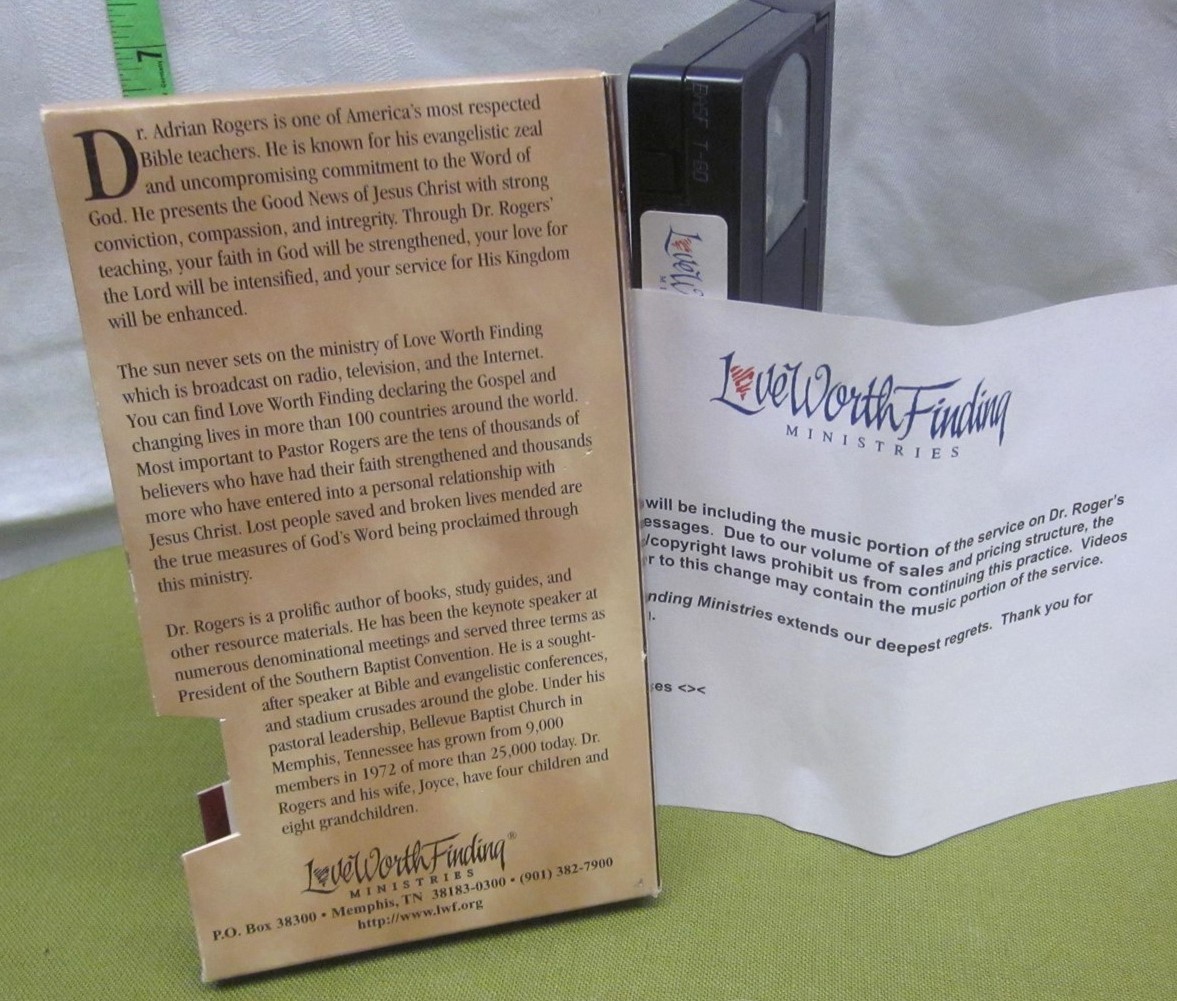 7
Dr. Adrian Rogers is one of America's most respected
Bible teachers. He is known for his evangelistic zeal
and uncompromising commitment to the Word of
God. He presents the Good News of Jesus Christ with strong
conviction, compassion, and intregrity. Through Dr. Rogers'
teaching, your faith in God will be strengthened, your love for
the Lord will be intensified, and your service for His Kingdom
will be enhanced.
The sun never sets on the ministry of Love Worth Finding
which is broadcast on radio, television, and the Internet.
You can find Love Worth Finding declaring the Gospel and
changing lives in more than 100 countries around the world.
Most important to Pastor Rogers are the tens of thousands of
believers who have had their faith strengthened and thousands
more who have entered into a personal relationship with
Jesus Christ. Lost people saved and broken lives mended are
the true measures of God's Word being proclaimed through
this ministry.
Dr. Rogers is a prolific author of books, study guides, and
other resource materials. He has been the keynote speaker at
numerous denominational meetings and served three terms as
President of the Southern Baptist Convention. He is a sought-
after speaker at Bible and evangelistic conferences,
and stadium crusades around the globe. Under his
pastoral leadership, Bellevue Baptist Church in
Memphis, Tennessee has grown from 9,000
members in 1972 of more than 25,000 today. Dr.
Rogers and his wife, Joyce, have four children and
eight grandchildren.
Love Worth Finding®
MINISTRIES
P.O. Box 38300 • Memphis, TN 38183-0300 • (901) 382-7900
http://www.lwf.org
T-60
Love W
Love Worth Finding
MINISTRIES
will be including the music portion of the service on Dr. Roger's
essages. Due to our volume of sales and pricing structure, the
/copyright laws prohibit us from continuing this practice. Videos
r to this change may contain the music portion of the service.
nding Ministries extends our deepest regrets. Thank you for
es <><